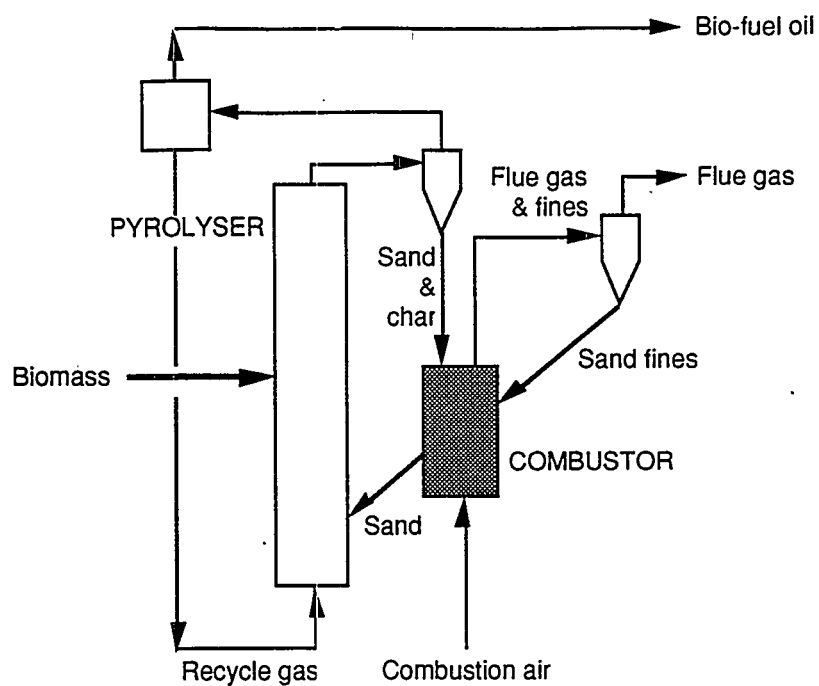 Bio-fuel oil
Flue gas
& fines
Flue gas
PYROLYSER
Sand
&
char
Sand fines
Biomass
COMBUSTOR
Sand
Recycle gas
Combustion air